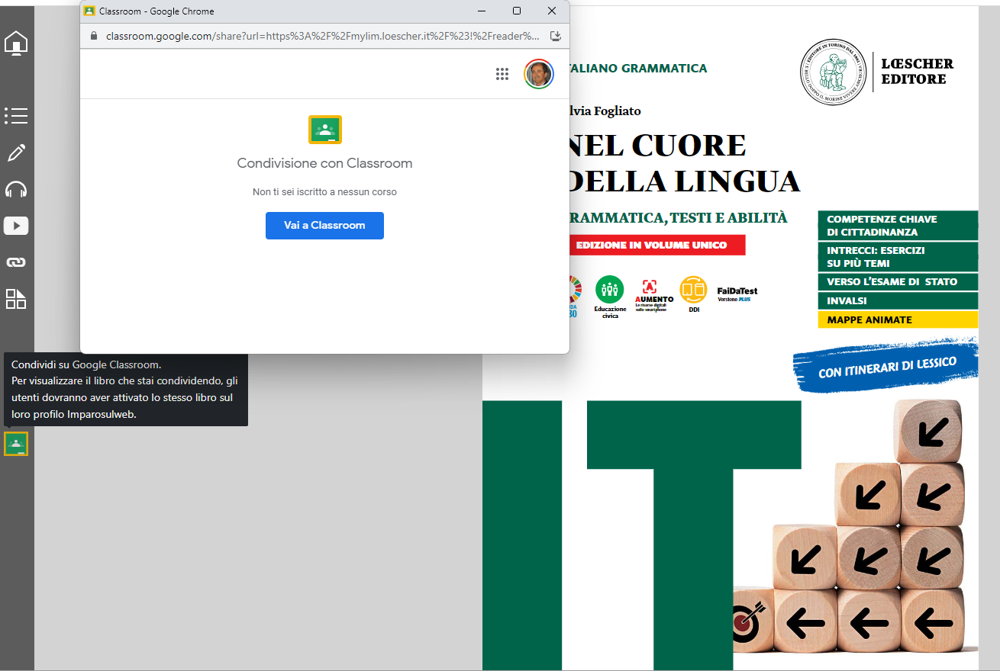 Classroom - Google Chrome
classroom.google.com/share?url=https%3A%2F%2Fmylim.loescher.it%2F%23!%2Freader%...
Condivisione con Classroom
Non ti sei iscritto a nessun corso
Vai a Classroom
Condividi su Google Classroom.
Per visualizzare il libro che stai condividendo, gli
utenti dovranno aver attivato lo stesso libro sul
loro profilo Imparosulweb.
TALIANO GRAMMATICA
lvia Fogliato
NEL CUORE
DELLA LINGUA
RAMMATICA, TESTI E ABILITÀ
EDIZIONE IN VOLUME UNICO
Educazione
civica
AUMENTO
Le risorse digitali
sullo smartphone
DDI
FaiDaTest
Versione PLUS
LŒSCHER
EDITORE
COMPETENZE CHIAVE
DI CITTADINANZA
INTRECCI: ESERCIZI
SU PIÙ TEMI
VERSO L'ESAME DI STATO
INVALSI
MAPPE ANIMATE
CON ITINERARI DI LESSICO
IT